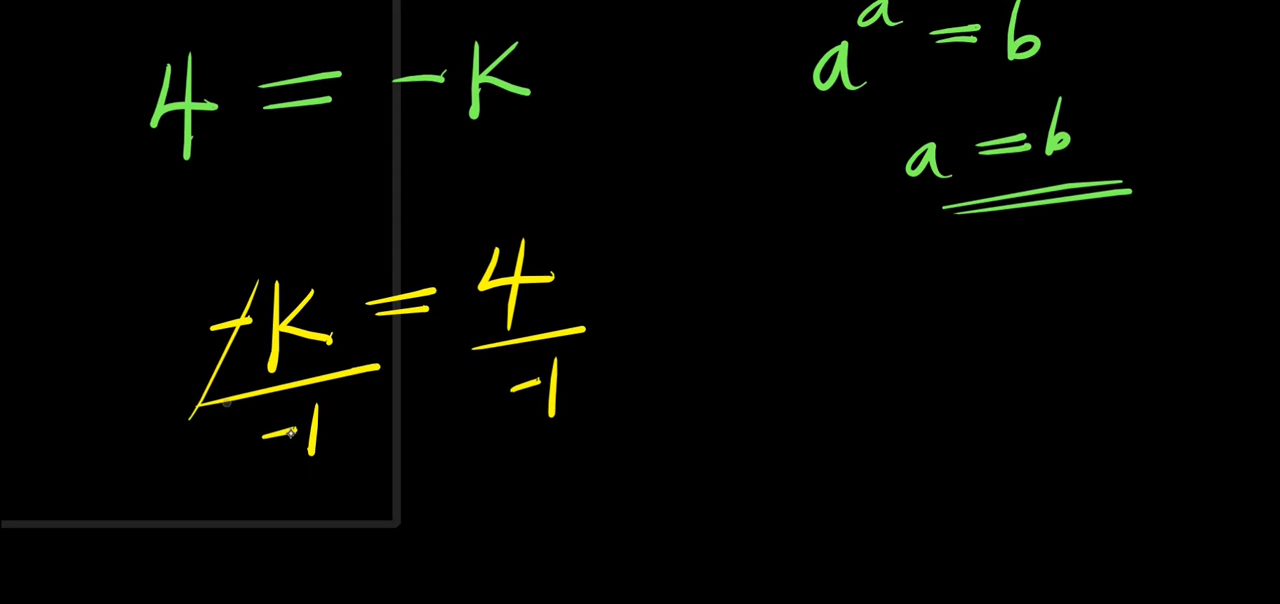 4 = -K
a^a = b
a = b
-K/-1 = 4/-1